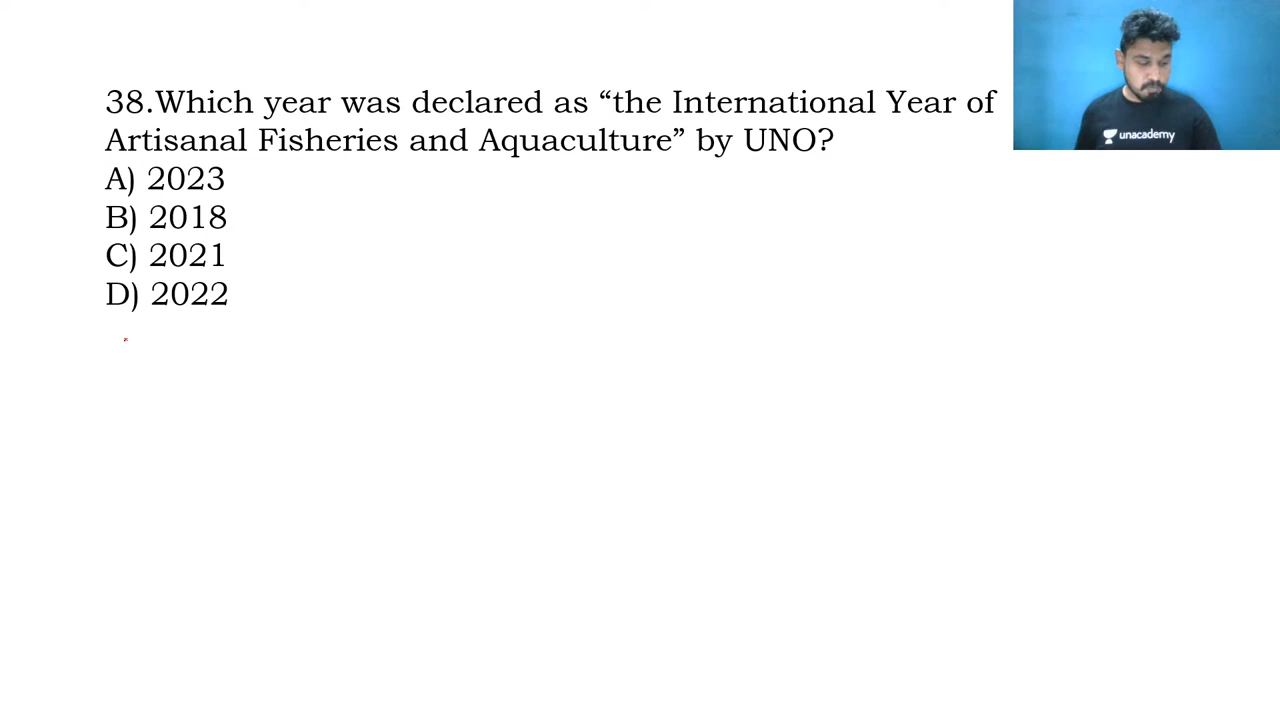 38.Which year was declared as “the International Year of
Artisanal Fisheries and Aquaculture” by UNO?
A) 2023
B) 2018
C) 2021
D) 2022
unacademy